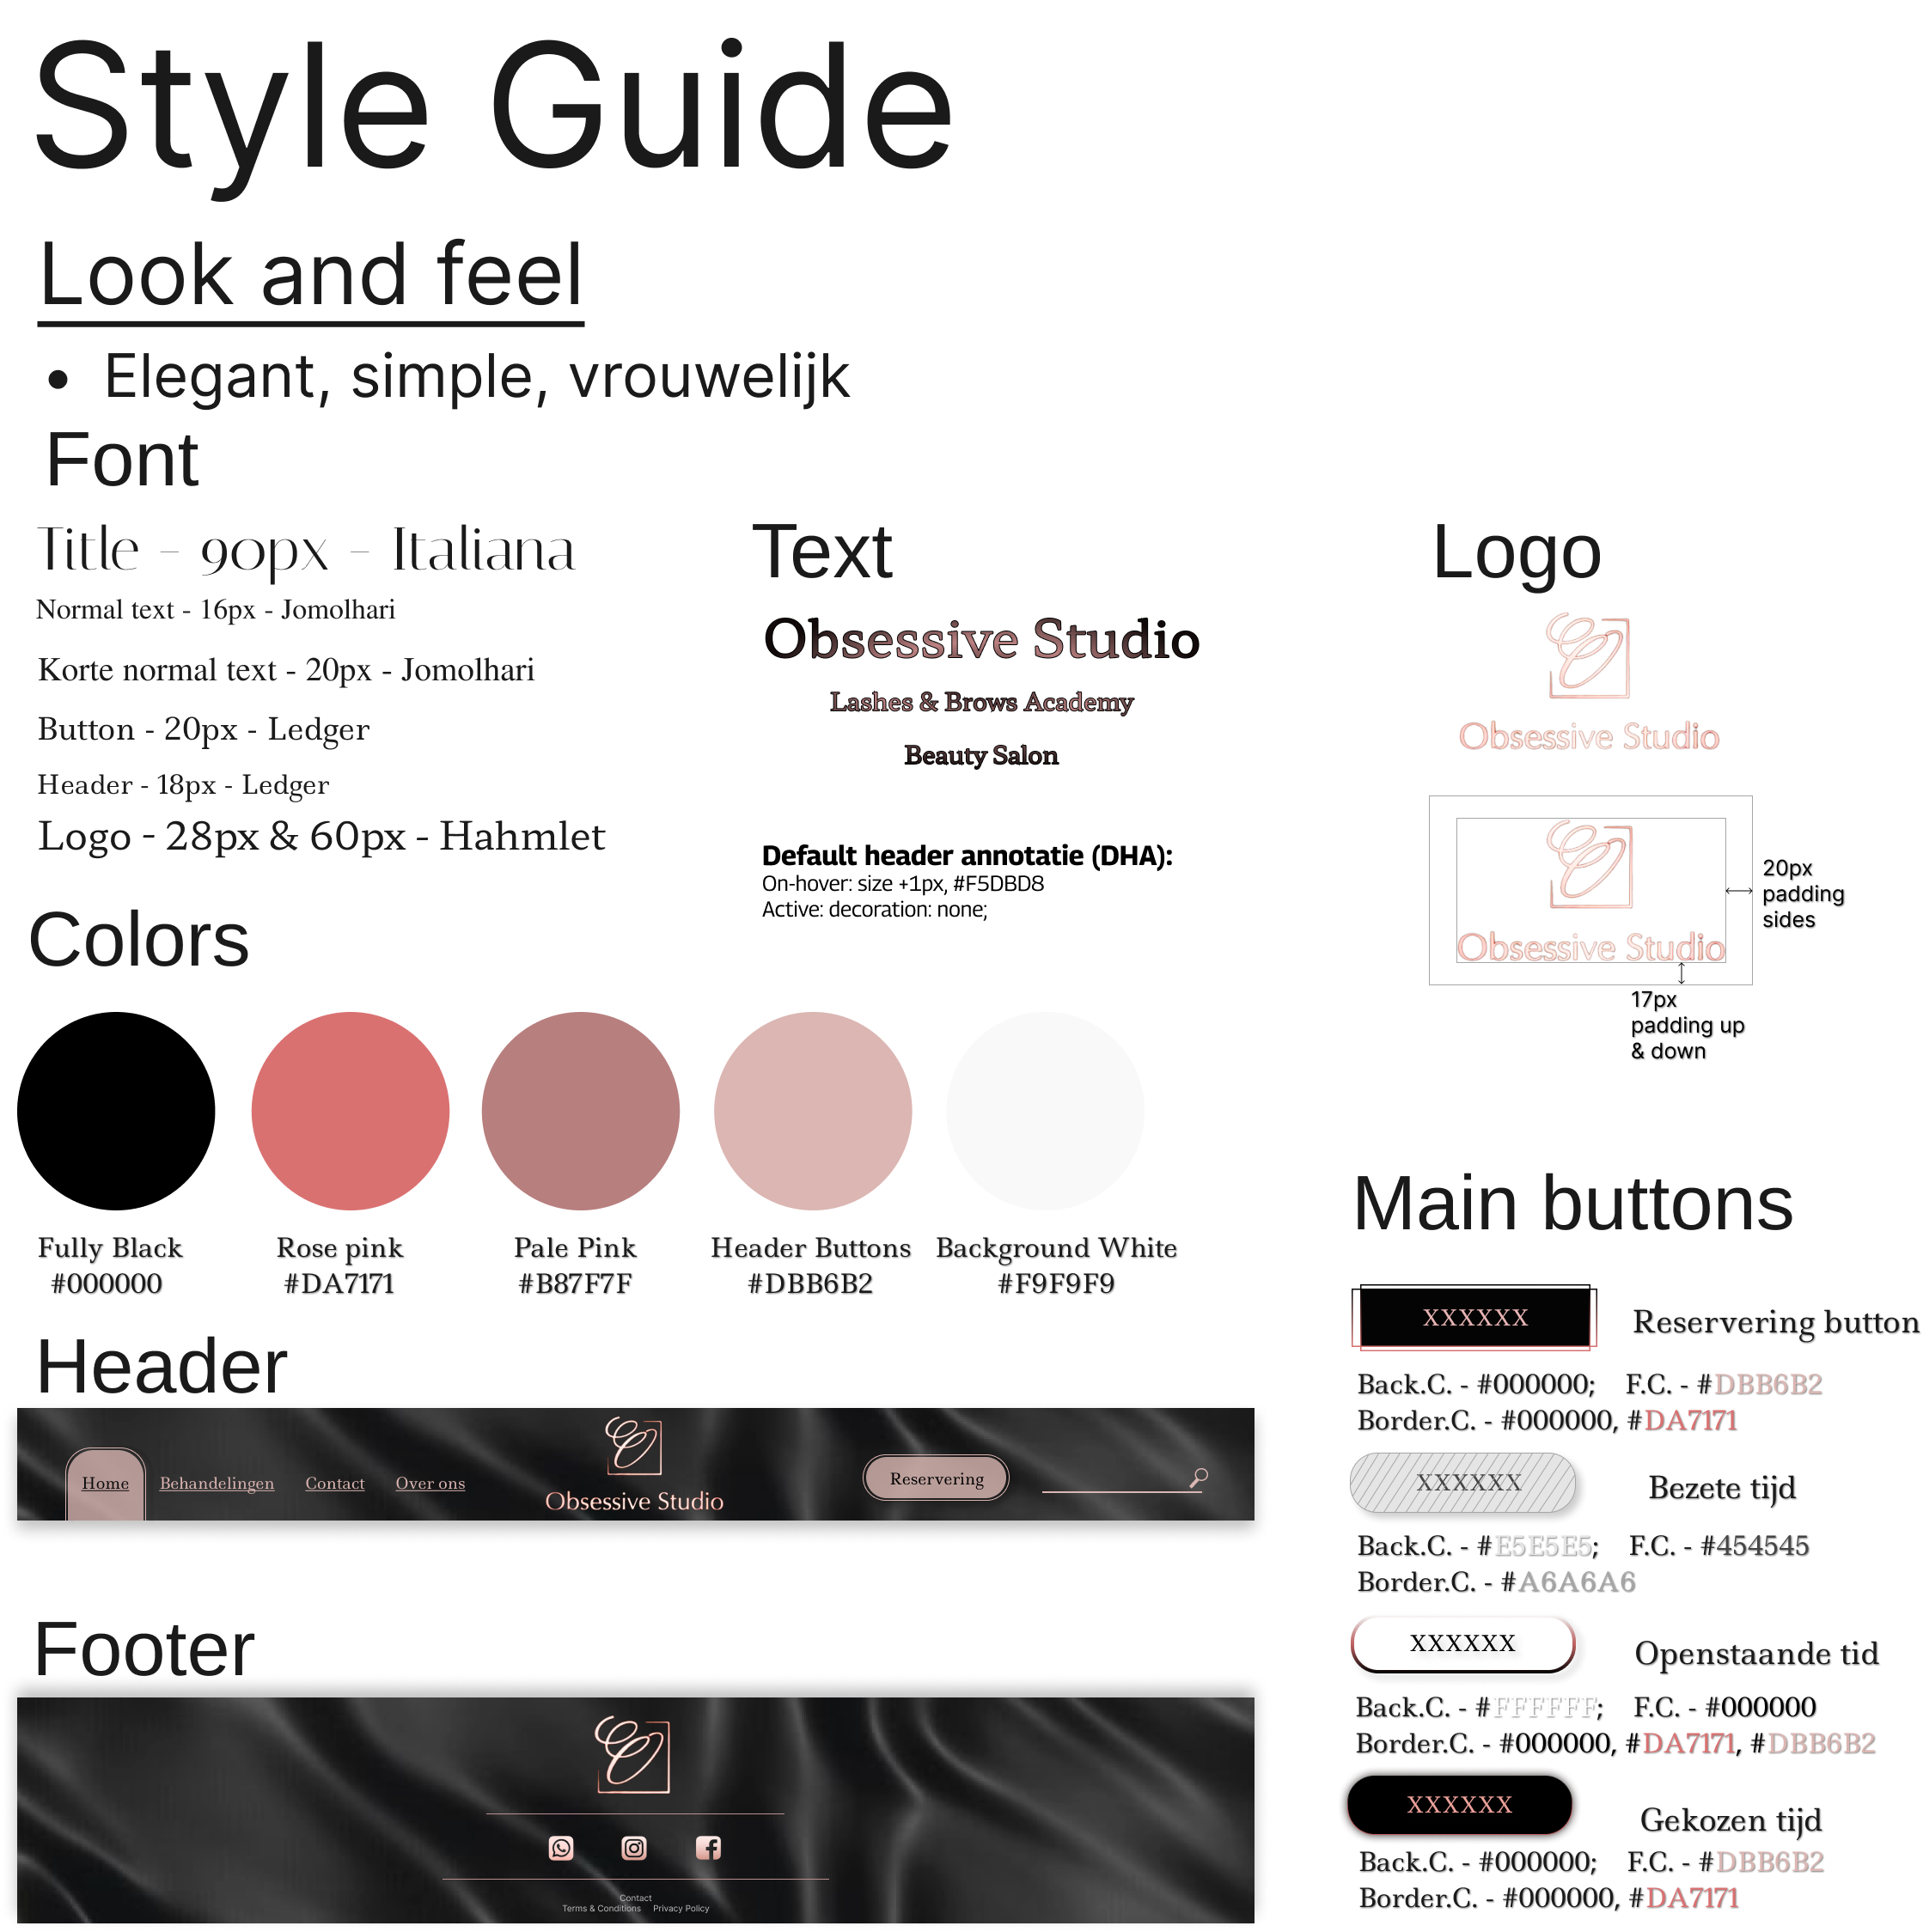 Style Guide
Look and feel
• Elegant, simple, vrouwelijk
Font
Title - 90px - Italiana
Normal text - 16px - Jomolhari
Korte normal text - 20px - Jomolhari
Button - 20px - Ledger
Header - 18px - Ledger
Logo - 28px & 60px - Hahmlet
Text
Obsessive Studio
Lashes & Brows Academy
Beauty Salon
Default header annotatie (DHA):
On-hover: size +1px, #F5DBD8
Active: decoration: none;
Logo
Obsessive Studio
Obsessive Studio
20px
padding
sides
17px
padding up
& down
Colors
Fully Black
#000000
Rose pink
#DA7171
Pale Pink
#B87F7F
Header Buttons
#DBB6B2
Background White
#F9F9F9
Header
Home
Behandelingen
Contact
Over ons
Obsessive Studio
Reservering
Footer
Contact
Terms & Conditions Privacy Policy
Main buttons
XXXXXX
Reservering button
Back.C. - #000000; F.C. - #DBB6B2
Border.C. - #000000, #DA7171
XXXXXX
Bezete tijd
Back.C. - #E5E5E5; F.C. - #454545
Border.C. - #A6A6A6
XXXXXX
Openstaande tid
Back.C. - #FFFFFF; F.C. - #000000
Border.C. - #000000, #DA7171, #DBB6B2
XXXXXX
Gekozen tijd
Back.C. - #000000; F.C. - #DBB6B2
Border.C. - #000000, #DA7171